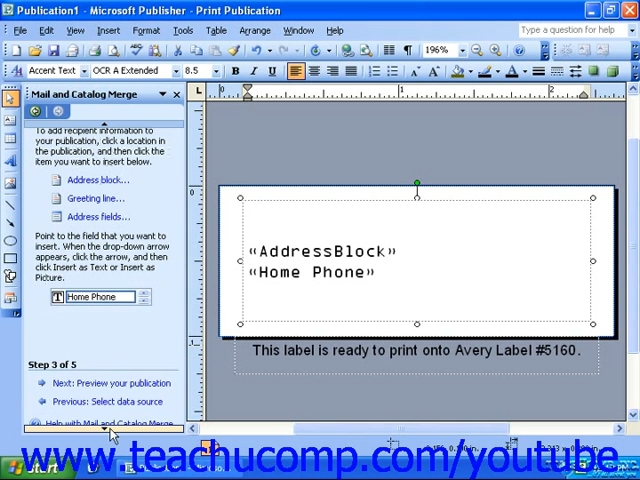 Publication1 - Microsoft Publisher - Print Publication
File Edit View Insert Format Tools Table Arrange Window Help Type a question for help
196%
Accent Text OCR A Extended 8.5 B I U
Mail and Catalog Merge
To add recipient information to
your publication, click a location in
the publication, and then click the
item you want to insert below.
Address block...
Greeting line...
Address fields...
Point to the field that you want to
insert. When the drop-down arrow
appears, click the arrow, and then
click Insert as Text or Insert as
Picture.
T Home Phone
Step 3 of 5
Next: Preview your publication
Previous: Select data source
Help with Mail and Catalog Merge
L 0 1 2
0
1
«AddressBlock»
«Home Phone»
This label is ready to print onto Avery Label #5160.
Start
www.teachucomp.com/youtube